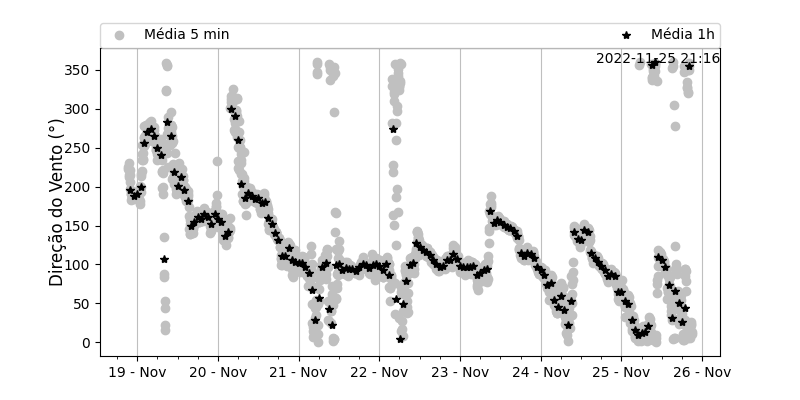 Média 5 min
Média 1h
2022-11-25 21:16
Direção do Vento (°)
350
300
250
200
150
100
50
0
19 - Nov
20 - Nov
21 - Nov
22 - Nov
23 - Nov
24 - Nov
25 - Nov
26 - Nov